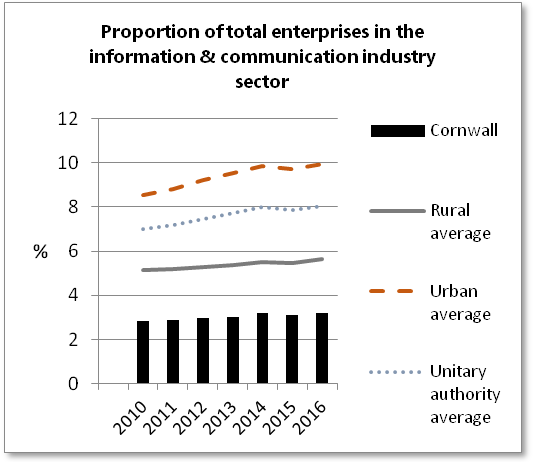 Proportion of total enterprises in the
information & communication industry
sector
12
10
8
6
4
2
0
%
2010
2011
2012
2013
2014
2015
2016
Cornwall
Rural
average
Urban
average
Unitary
authority
average